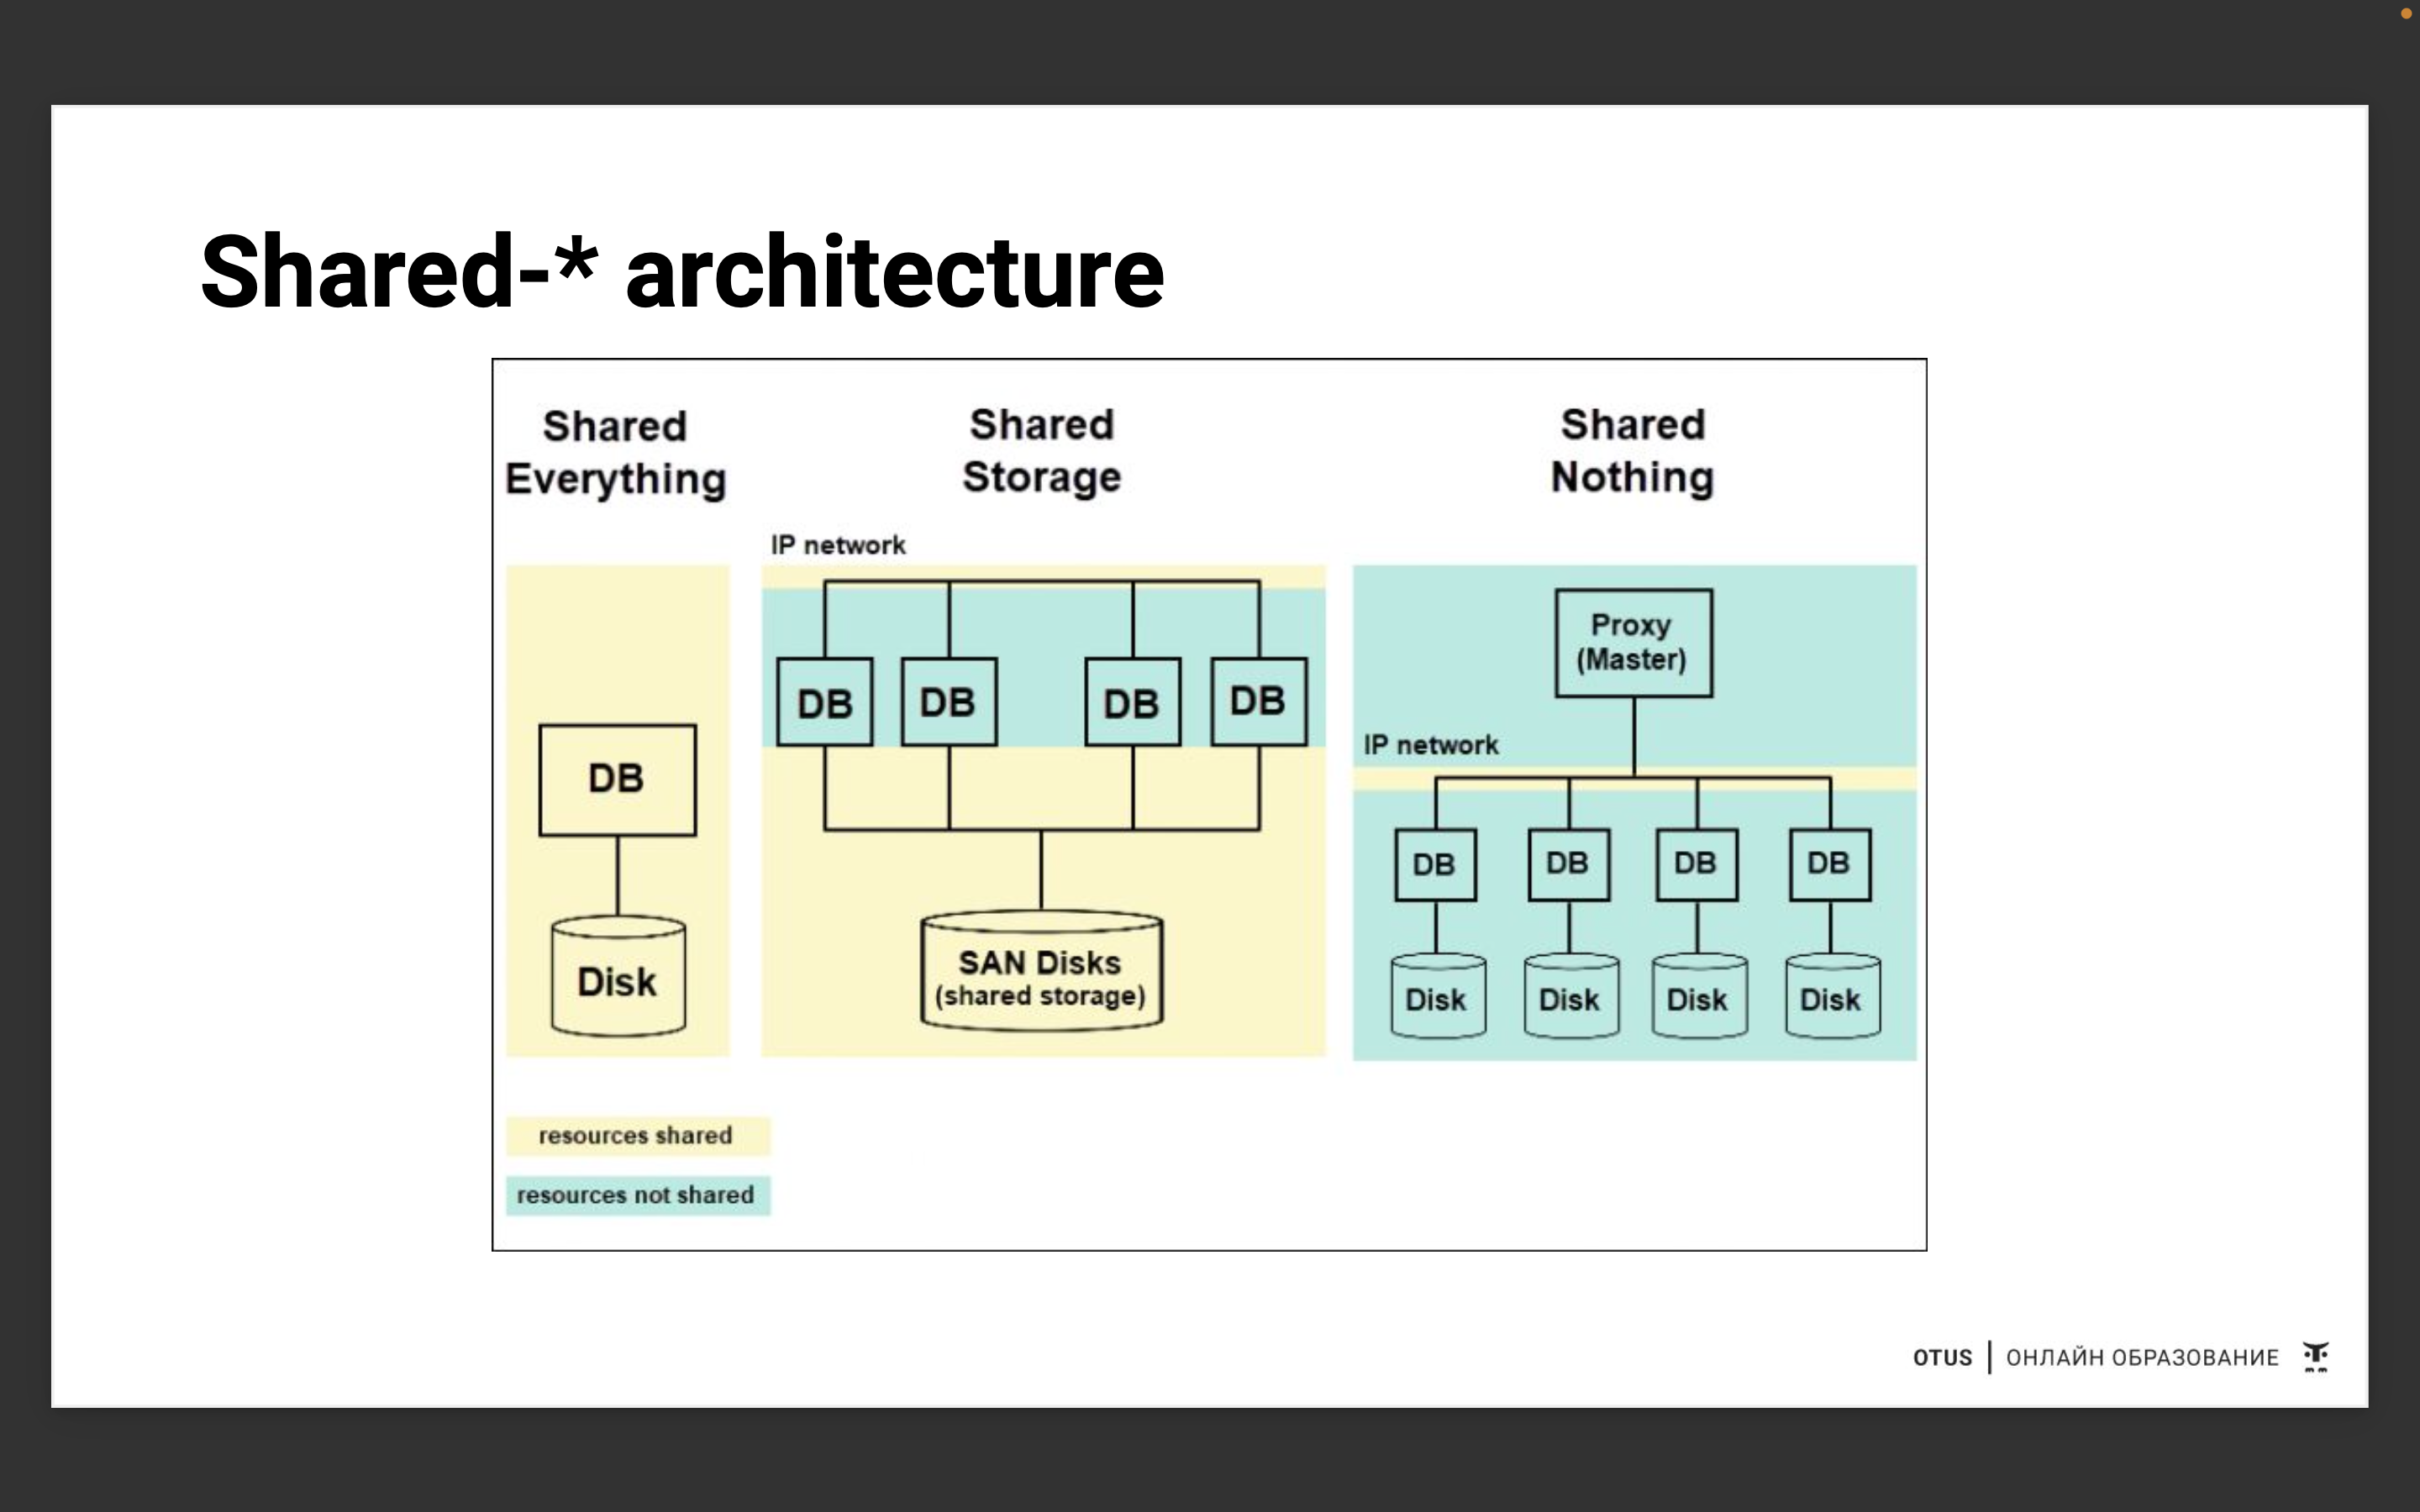 Shared-* architecture
Shared
Everything
Shared
Storage
Shared
Nothing
IP network
DB
DB
DB
DB
SAN Disks
(shared storage)
DB
Disk
Proxy
(Master)
IP network
DB
DB
DB
DB
Disk
Disk
Disk
Disk
resources shared
resources not shared
OTUS | ОНЛАЙН ОБРАЗОВАНИЕ